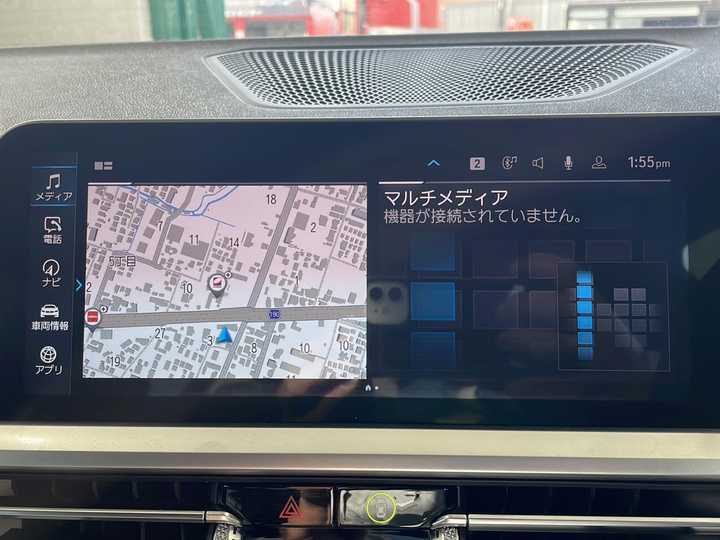 2
1:55pm
メディア
電話
ナビ
車両情報
アプリ
マルチメディア
機器が接続されていません。
18
7
11
14
2
5丁目
10
1
2
190
27
3
8
10
10
19
11